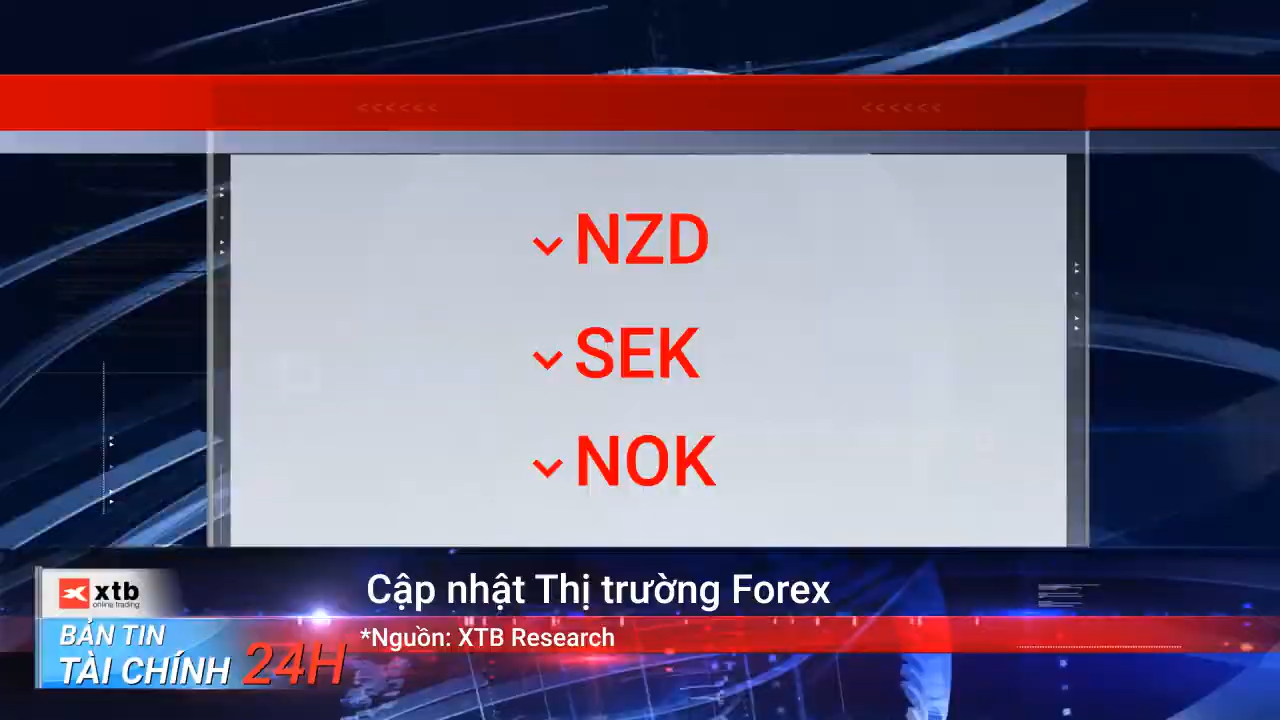 NZD
SEK
NOK
xtb
online trading
Cập nhật Thị trường Forex
*Nguồn: XTB Research
BẢN TIN
TÀI CHÍNH 24H